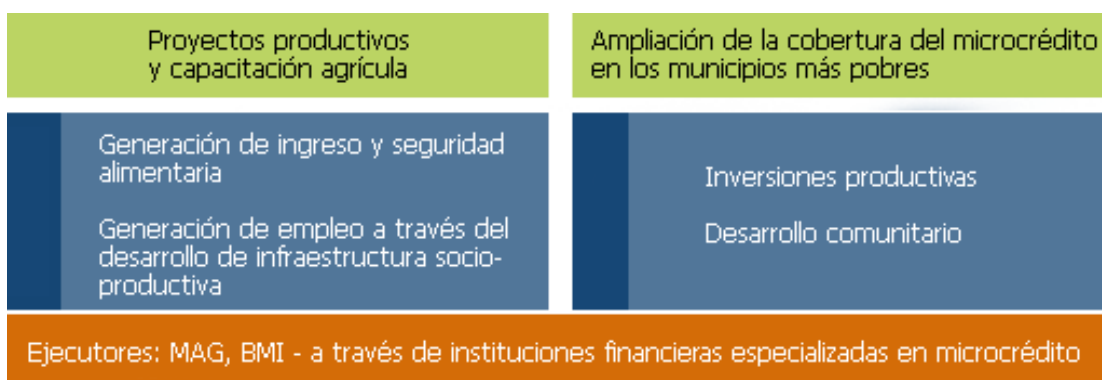 Proyectos productivos
y capacitación agrícula
Ampliación de la cobertura del microcrédito
en los municipios más pobres
Generación de ingreso y seguridad
alimentaria
Generación de empleo a través del
desarrollo de infraestructura socio-
productiva
Inversiones productivas
Desarrollo comunitario
Ejecutores: MAG, BMI - a través de instituciones financieras especializadas en microcrédito